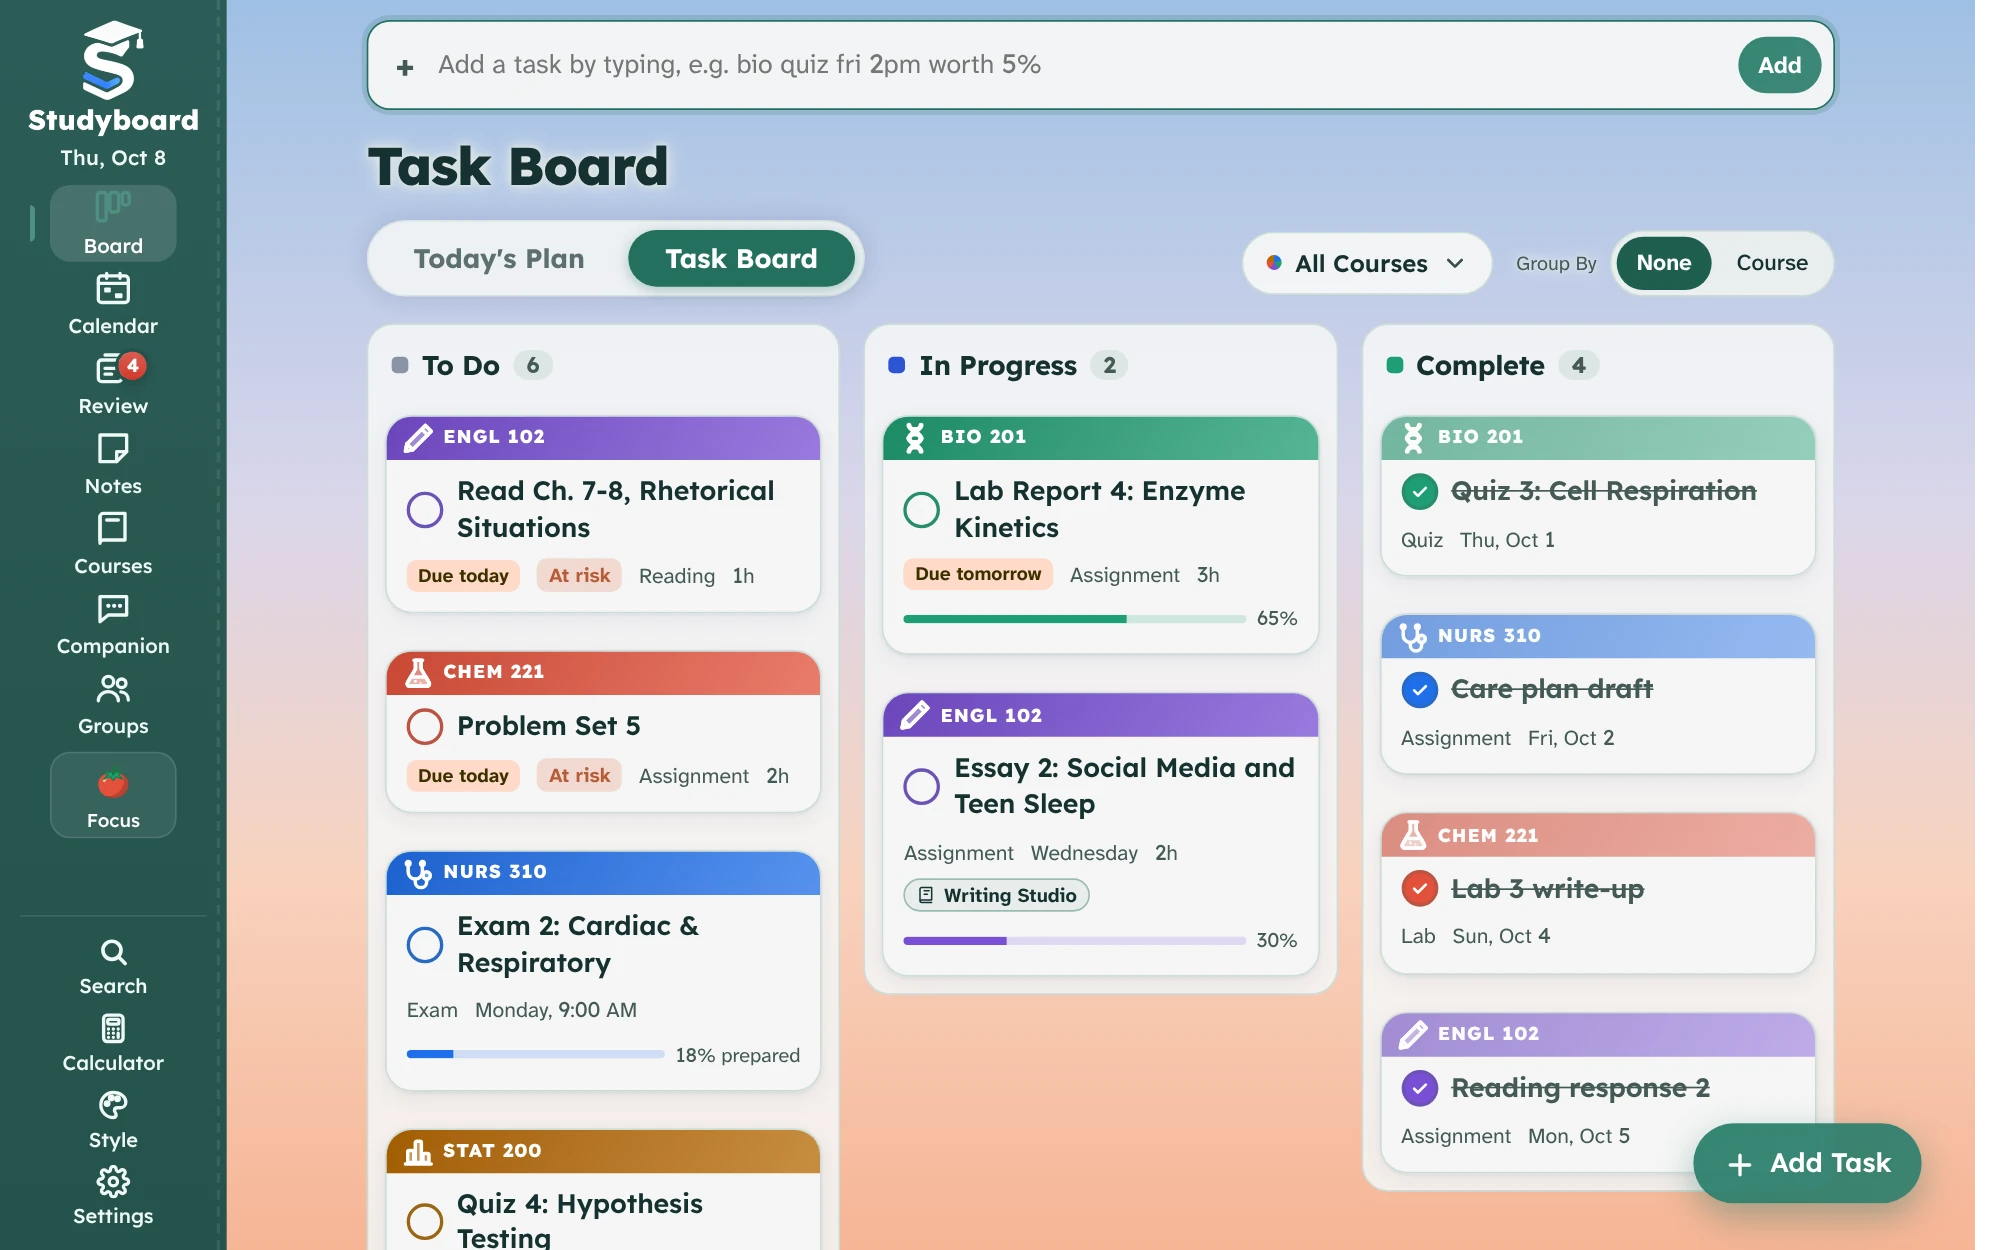 Studyboard
Thu, Oct 8
Board
Calendar
4
Review
Notes
Courses
Companion
Groups
Focus
Search
Calculator
Style
Settings
+ Add a task by typing, e.g. bio quiz fri 2pm worth 5%
Add
Task Board
Today's Plan
Task Board
All Courses
Group By
None
Course
To Do 6
ENGL 102
Read Ch. 7-8, Rhetorical
Situations
Due today At risk Reading 1h
CHEM 221
Problem Set 5
Due today At risk Assignment 2h
NURS 310
Exam 2: Cardiac &
Respiratory
Exam Monday, 9:00 AM
18% prepared
STAT 200
Quiz 4: Hypothesis
Testing
In Progress 2
BIO 201
Lab Report 4: Enzyme
Kinetics
Due tomorrow Assignment 3h
65%
ENGL 102
Essay 2: Social Media and
Teen Sleep
Assignment Wednesday 2h
Writing Studio
30%
Complete 4
BIO 201
Quiz 3: Cell Respiration
Quiz Thu, Oct 1
NURS 310
Care plan draft
Assignment Fri, Oct 2
CHEM 221
Lab 3 write-up
Lab Sun, Oct 4
ENGL 102
Reading response 2
Assignment Mon, Oct 5
+ Add Task